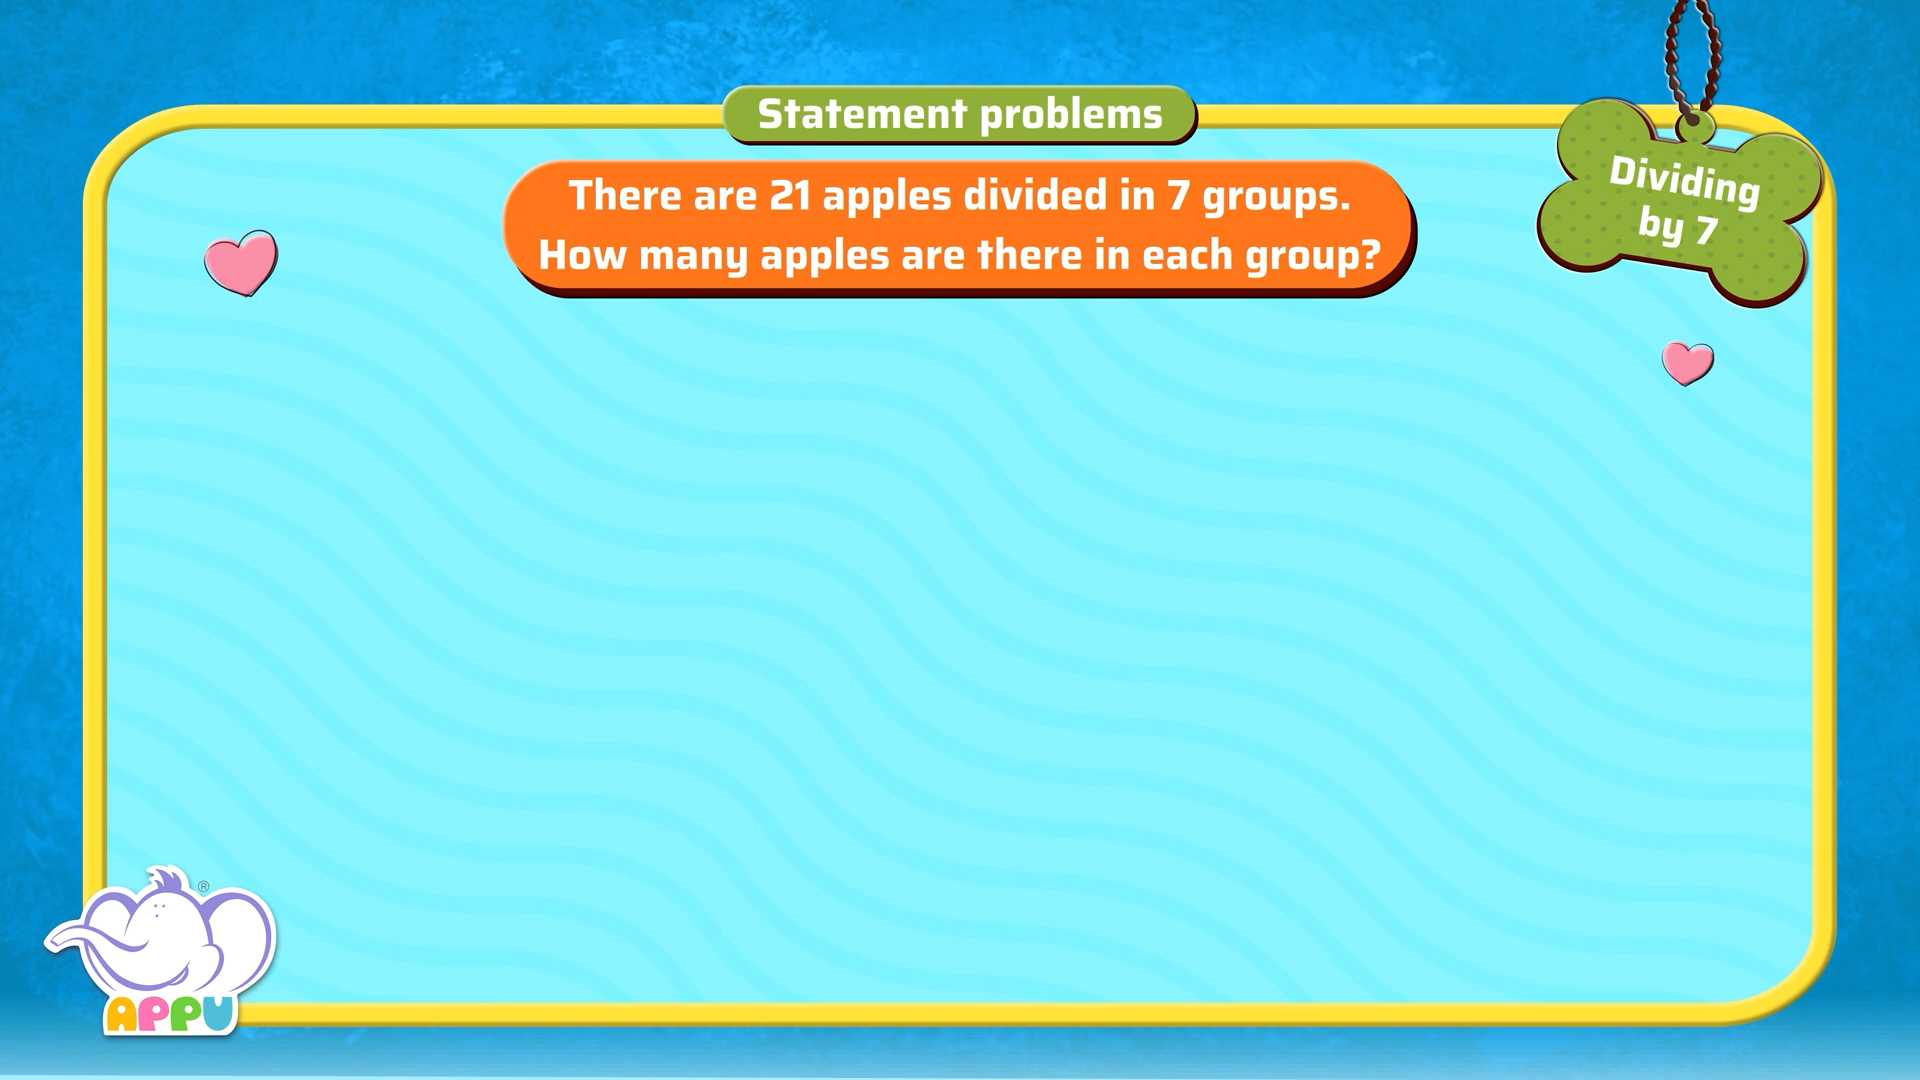 Statement problems
There are 21 apples divided in 7 groups.
How many apples are there in each group?
Dividing
by 7
®
APPU